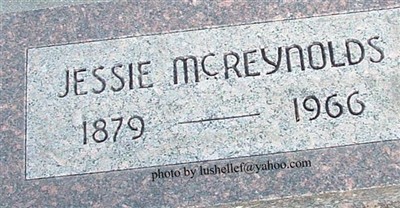 JESSIE MCREYNOLDS
1879 — 1966
photo by lushellef@yahoo.com